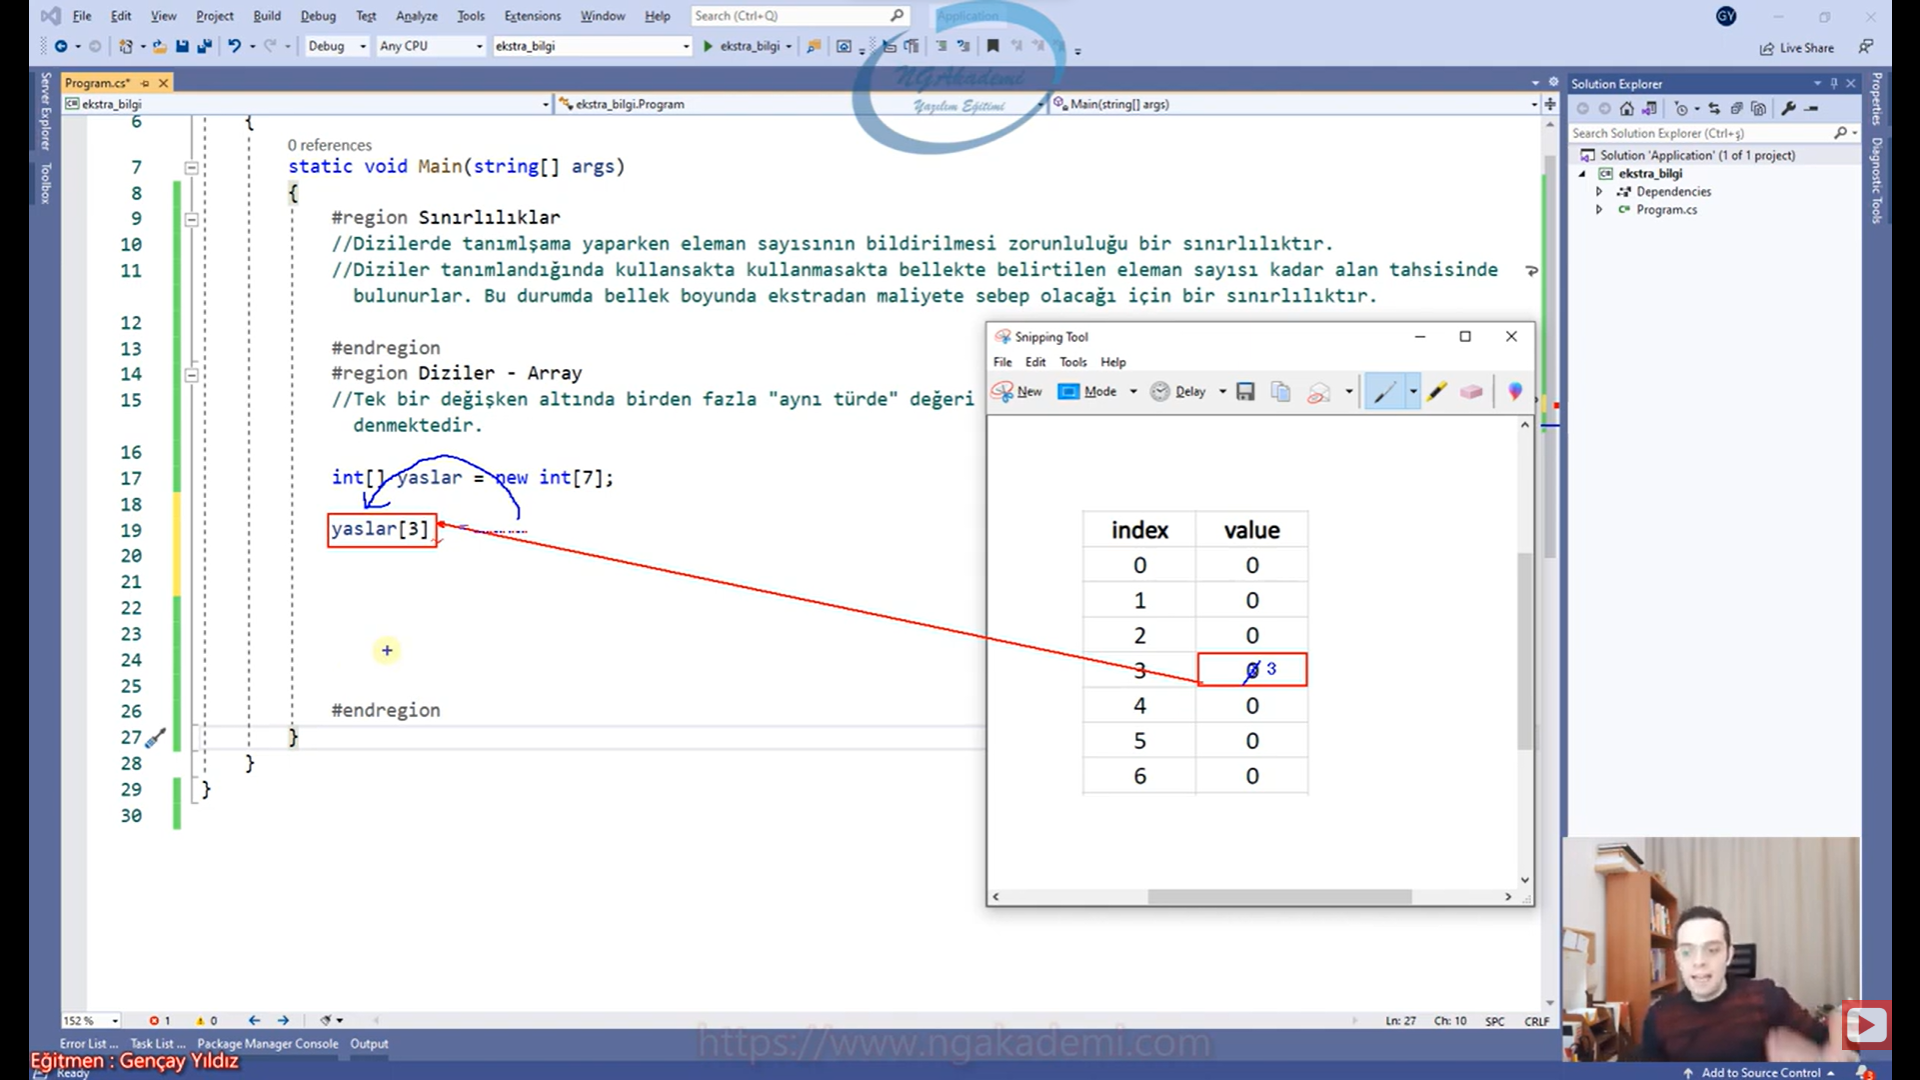 File Edit View Project Build Debug Test Analyze Tools Extensions Window Help Search (Ctrl+Q) Application GY
Debug Any CPU ekstra_bilgi ekstra_bilgi Live Share
NGAkademi
Yazılım Eğitimi
Server Explorer
Toolbox
Program.cs*
ekstra_bilgi ekstra_bilgi.Program Main(string[] args)
6 {
0 references
7 static void Main(string[] args)
8 {
9 #region Sınırlılıklar
10 //Dizilerde tanımlşama yaparken eleman sayısının bildirilmesi zorunluluğu bir sınırlılıktır.
11 //Diziler tanımlandığında kullansakta kullanmasakta bellekte belirtilen eleman sayısı kadar alan tahsisinde
bulunurlar. Bu durumda bellek boyunda ekstradan maliyete sebep olacağı için bir sınırlılıktır.
12
13 #endregion
14 #region Diziler - Array
15 //Tek bir değişken altında birden fazla "aynı türde" değeri
denmektedir.
16
17 int[] yaslar = new int[7];
18
19 yaslar[3]
20
21
22
23
24
25
26 #endregion
27 }
28 }
29 }
30
Snipping Tool
File Edit Tools Help
New Mode Delay
index value
0 0
1 0
2 0
3 0 3
4 0
5 0
6 0
Solution Explorer
Search Solution Explorer (Ctrl+ş)
Solution 'Application' (1 of 1 project)
ekstra_bilgi
Dependencies
Program.cs
Properties
Diagnostic Tools
152 % 1 0 Ln: 27 Ch: 10 SPC CRLF
Error List ... Task List ... Package Manager Console Output
https://www.ngakademi.com
Eğitmen : Gençay Yıldız
Ready Add to Source Control